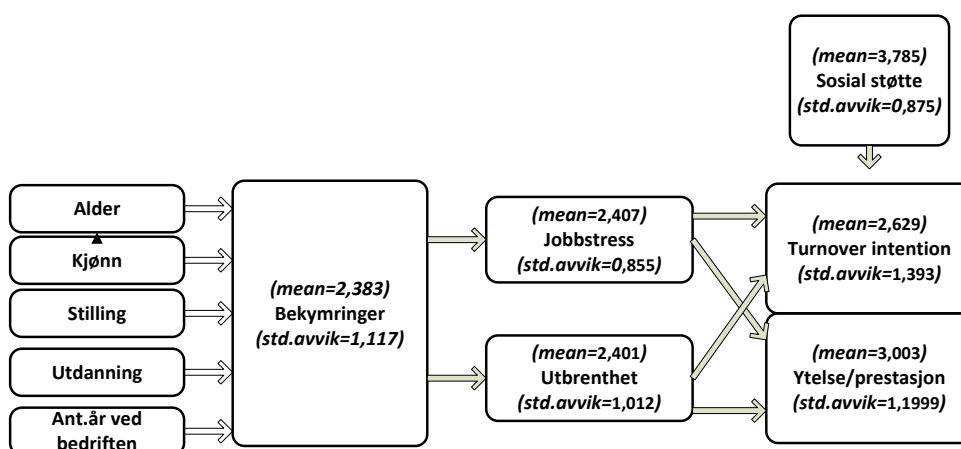 (mean=3,785)
Sosial støtte
(std.avvik=0,875)
Alder
Kjønn
Stilling
Utdanning
Ant.år ved
bedriften
(mean=2,383)
Bekymringer
(std.avvik=1,117)
(mean=2,407)
Jobbstress
(std.avvik=0,855)
(mean=2,401)
Utbrenthet
(std.avvik=1,012)
(mean=2,629)
Turnover intention
(std.avvik=1,393)
(mean=3,003)
Ytelse/prestasjon
(std.avvik=1,1999)